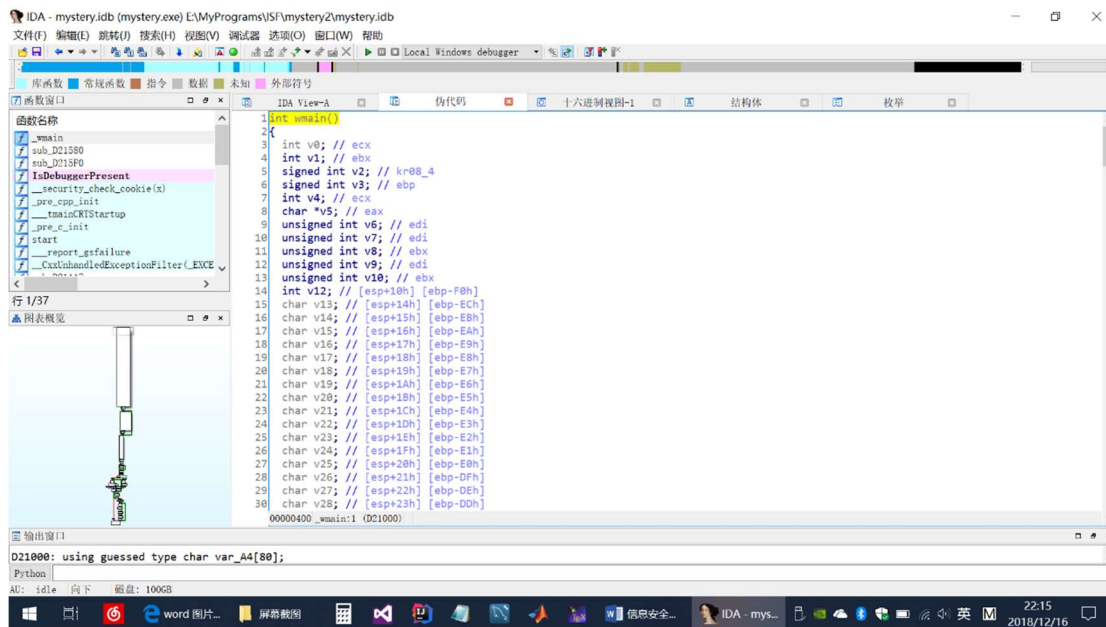 IDA - mystery.idb (mystery.exe) E:\MyPrograms\ISF\mystery2\mystery.idb
文件(F) 编辑(E) 跳转(J) 搜索(H) 视图(V) 调试器 选项(O) 窗口(W) 帮助
Local Windows debugger
库函数 常规函数 指令 数据 未知 外部符号
函数窗口
IDA View-A 伪代码 十六进制视图-1 结构体 枚举
函数名称
_wmain
sub_D21580
sub_D215F0
IsDebuggerPresent
__security_check_cookie(x)
_pre_cpp_init
___tmainCRTStartup
_pre_c_init
start
___report_gsfailure
__CxxUnhandledExceptionFilter(_EXCE
行 1/37
图表概览
1 int wmain()
2 {
3 int v0; // ecx
4 int v1; // ebx
5 signed int v2; // kr08_4
6 signed int v3; // ebp
7 int v4; // ecx
8 char *v5; // eax
9 unsigned int v6; // edi
10 unsigned int v7; // edi
11 unsigned int v8; // ebx
12 unsigned int v9; // edi
13 unsigned int v10; // ebx
14 int v12; // [esp+10h] [ebp-F0h]
15 char v13; // [esp+14h] [ebp-ECh]
16 char v14; // [esp+15h] [ebp-EBh]
17 char v15; // [esp+16h] [ebp-EAh]
18 char v16; // [esp+17h] [ebp-E9h]
19 char v17; // [esp+18h] [ebp-E8h]
20 char v18; // [esp+19h] [ebp-E7h]
21 char v19; // [esp+1Ah] [ebp-E6h]
22 char v20; // [esp+1Bh] [ebp-E5h]
23 char v21; // [esp+1Ch] [ebp-E4h]
24 char v22; // [esp+1Dh] [ebp-E3h]
25 char v23; // [esp+1Eh] [ebp-E2h]
26 char v24; // [esp+1Fh] [ebp-E1h]
27 char v25; // [esp+20h] [ebp-E0h]
28 char v26; // [esp+21h] [ebp-DFh]
29 char v27; // [esp+22h] [ebp-DEh]
30 char v28; // [esp+23h] [ebp-DDh]
00000400 _wmain:1 (D21000)
输出窗口
D21000: using guessed type char var_A4[80];
Python
AU: idle 向下 磁盘: 100GB
word 图片... 屏幕截图 信息安全... IDA - mys... 英 M 22:15
2018/12/16